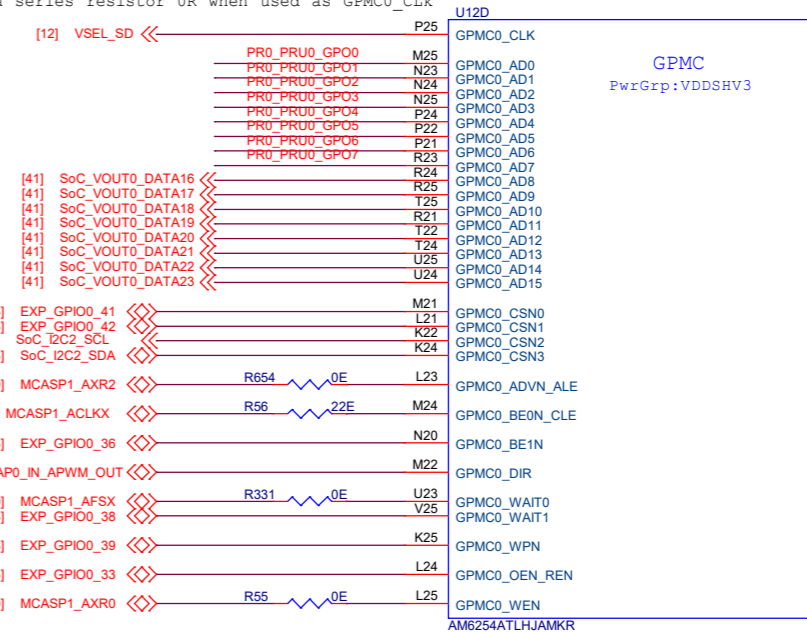 series resistor 0R when used as GPMC0_CLK
U12D
[12] VSEL_SD P25 GPMC0_CLK
GPMC
PwrGrp:VDDSHV3
PR0_PRU0_GPO0 M25 GPMC0_AD0
PR0_PRU0_GPO1 N23 GPMC0_AD1
PR0_PRU0_GPO2 N24 GPMC0_AD2
PR0_PRU0_GPO3 N25 GPMC0_AD3
PR0_PRU0_GPO4 P24 GPMC0_AD4
PR0_PRU0_GPO5 P22 GPMC0_AD5
PR0_PRU0_GPO6 P21 GPMC0_AD6
PR0_PRU0_GPO7 R23 GPMC0_AD7
[41] SoC_VOUT0_DATA16 R24 GPMC0_AD8
[41] SoC_VOUT0_DATA17 R25 GPMC0_AD9
[41] SoC_VOUT0_DATA18 T25 GPMC0_AD10
[41] SoC_VOUT0_DATA19 R21 GPMC0_AD11
[41] SoC_VOUT0_DATA20 T22 GPMC0_AD12
[41] SoC_VOUT0_DATA21 T24 GPMC0_AD13
[41] SoC_VOUT0_DATA22 U25 GPMC0_AD14
[41] SoC_VOUT0_DATA23 U24 GPMC0_AD15
] EXP_GPIO0_41 M21 GPMC0_CSN0
] EXP_GPIO0_42 L21 GPMC0_CSN1
SoC_I2C2_SCL K22 GPMC0_CSN2
] SoC_I2C2_SDA K24 GPMC0_CSN3
] MCASP1_AXR2 R654 0E L23 GPMC0_ADVN_ALE
MCASP1_ACLKX R56 22E M24 GPMC0_BE0N_CLE
] EXP_GPIO0_36 N20 GPMC0_BE1N
AP0_IN_APWM_OUT M22 GPMC0_DIR
] MCASP1_AFSX R331 0E U23 GPMC0_WAIT0
] EXP_GPIO0_38 V25 GPMC0_WAIT1
] EXP_GPIO0_39 K25 GPMC0_WPN
] EXP_GPIO0_33 L24 GPMC0_OEN_REN
] MCASP1_AXR0 R55 0E L25 GPMC0_WEN
AM6254ATLHJAMKR